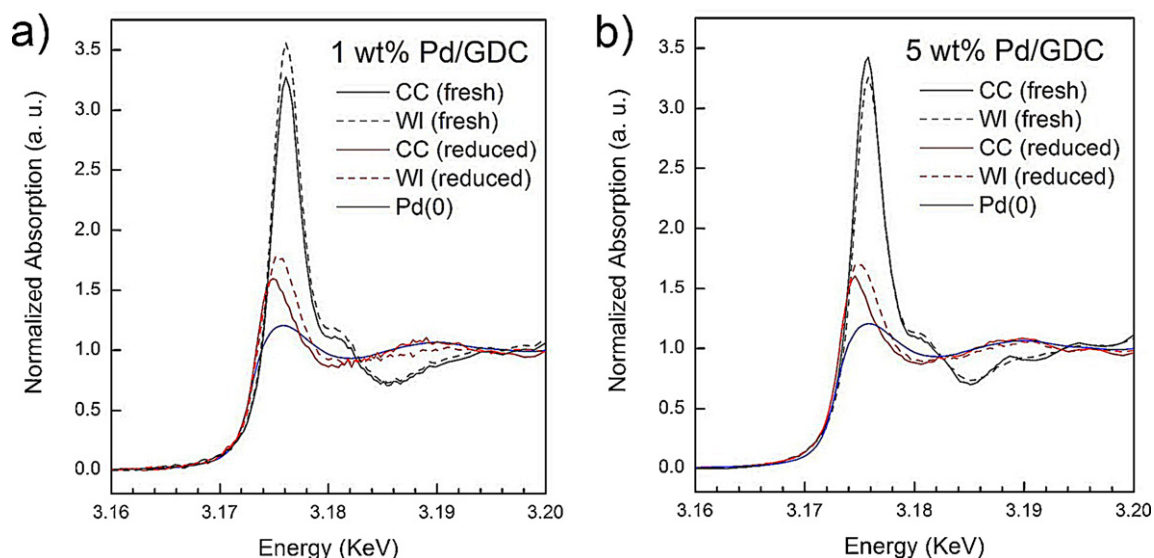 a)
1 wt% Pd/GDC
CC (fresh)
WI (fresh)
CC (reduced)
WI (reduced)
Pd(0)
3.5
3.0
2.5
2.0
1.5
1.0
0.5
0.0
Normalized Absorption (a. u.)
3.16
3.17
3.18
3.19
3.20
Energy (KeV)
b)
5 wt% Pd/GDC
CC (fresh)
WI (fresh)
CC (reduced)
WI (reduced)
Pd(0)
3.5
3.0
2.5
2.0
1.5
1.0
0.5
0.0
Normalized Absorption (a. u.)
3.16
3.17
3.18
3.19
3.20
Energy (KeV)